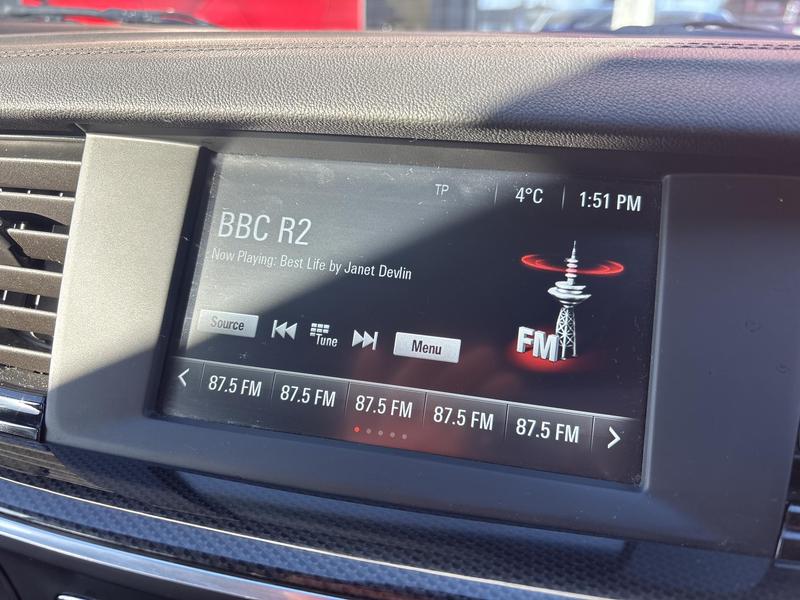 TP 4°C 1:51 PM
BBC R2
Now Playing: Best Life by Janet Devlin
FM
Source Tune Menu
87.5 FM 87.5 FM 87.5 FM 87.5 FM 87.5 FM